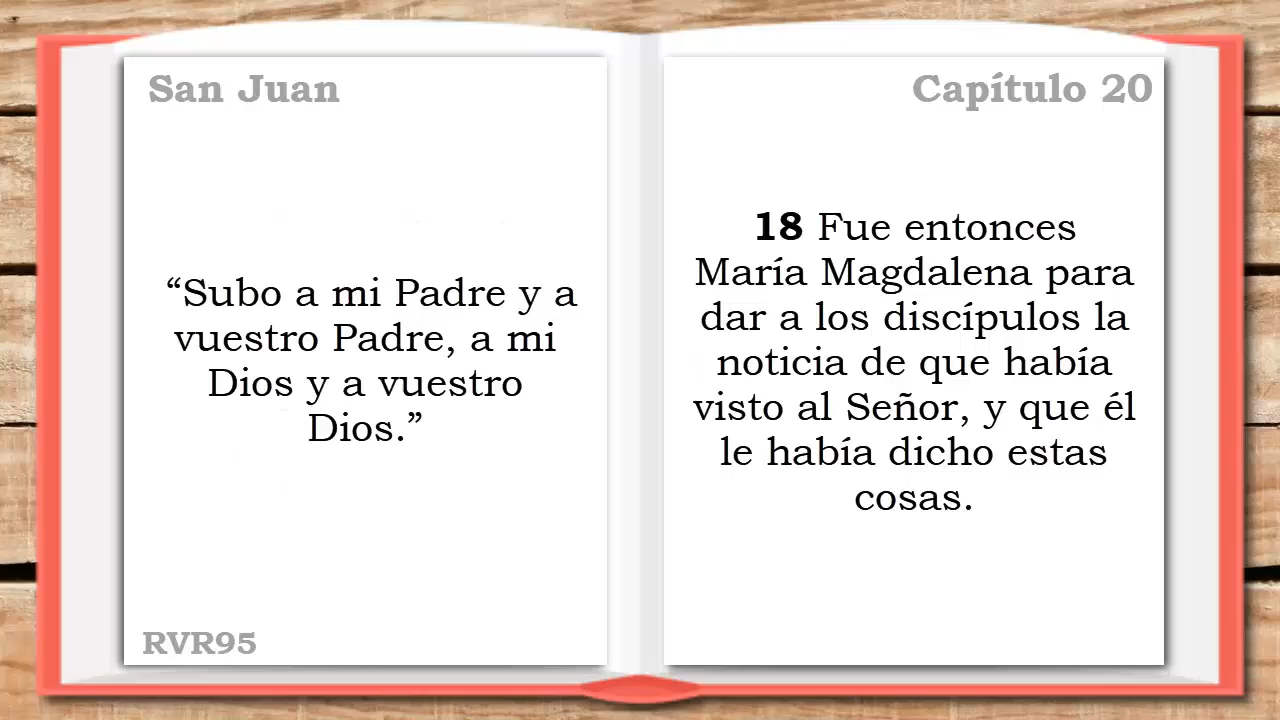 San Juan
“Subo a mi Padre y a
vuestro Padre, a mi
Dios y a vuestro
Dios.”
RVR95
Capítulo 20
18 Fue entonces
María Magdalena para
dar a los discípulos la
noticia de que había
visto al Señor, y que él
le había dicho estas
cosas.